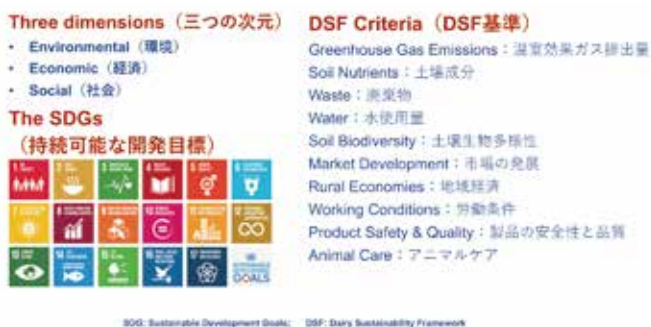 Three dimensions（三つの次元）
• Environmental（環境）
• Economic（経済）
• Social（社会）
The SDGs
（持続可能な開発目標）
GOALS
DSF Criteria（DSF基準）
Greenhouse Gas Emissions：温室効果ガス排出量
Soil Nutrients：土壌成分
Waste：廃棄物
Water：水使用量
Soil Biodiversity：土壌生物多様性
Market Development：市場の発展
Rural Economies：地域経済
Working Conditions：労働条件
Product Safety & Quality：製品の安全性と品質
Animal Care：アニマルケア
SDG: Sustainable Development Goals; DSF: Dairy Sustainability Framework